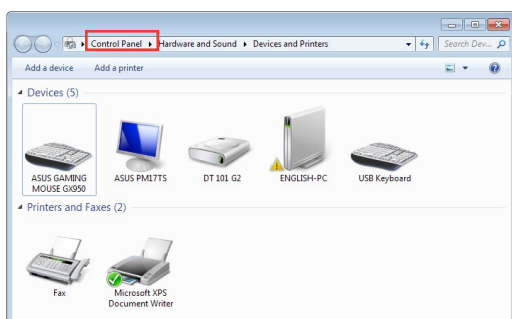 Control Panel Hardware and Sound Devices and Printers Search Dev...
Add a device Add a printer
Devices (5)
ASUS GAMING MOUSE GX950
ASUS PM17TS
DT 101 G2
ENGLISH-PC
USB Keyboard
Printers and Faxes (2)
Fax
Microsoft XPS Document Writer